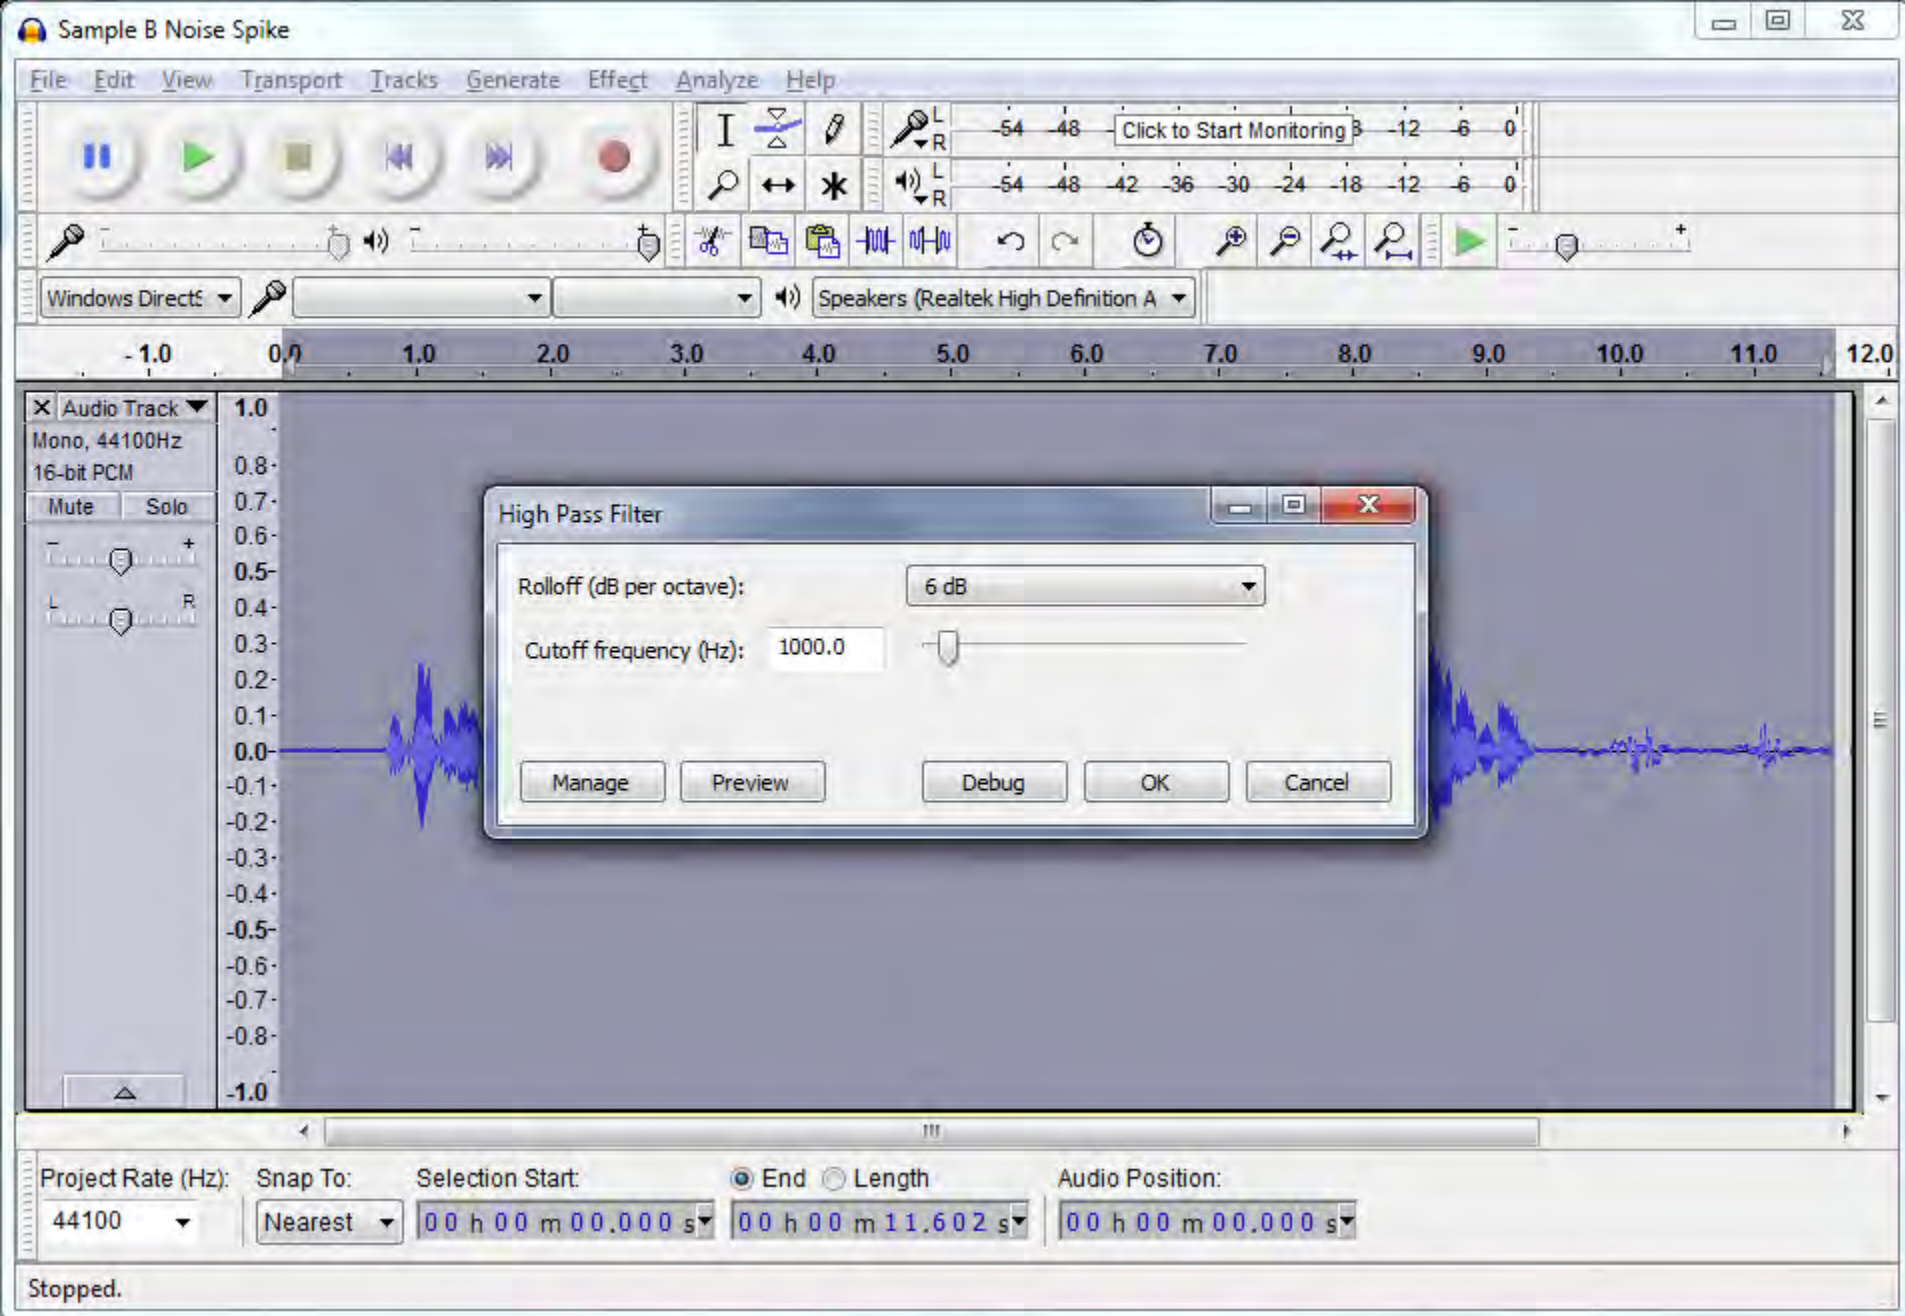 Sample B Noise Spike
File Edit View Transport Tracks Generate Effect Analyze Help
L
R
-54 -48 - Click to Start Monitoring 8 -12 -6 0
L
R
-54 -48 -42 -36 -30 -24 -18 -12 -6 0
Windows DirectS
Speakers (Realtek High Definition A
- 1.0 0.0 1.0 2.0 3.0 4.0 5.0 6.0 7.0 8.0 9.0 10.0 11.0 12.0
Audio Track
Mono, 44100Hz
16-bit PCM
Mute Solo
- +
L R
1.0
0.8
0.7
0.6
0.5
0.4
0.3
0.2
0.1
0.0
-0.1
-0.2
-0.3
-0.4
-0.5
-0.6
-0.7
-0.8
-1.0
High Pass Filter
Rolloff (dB per octave): 6 dB
Cutoff frequency (Hz): 1000.0
Manage Preview Debug OK Cancel
Project Rate (Hz): Snap To: Selection Start: End Length Audio Position:
44100 Nearest 00 h 00 m 00.000 s 00 h 00 m 11.602 s 00 h 00 m 00.000 s
Stopped.